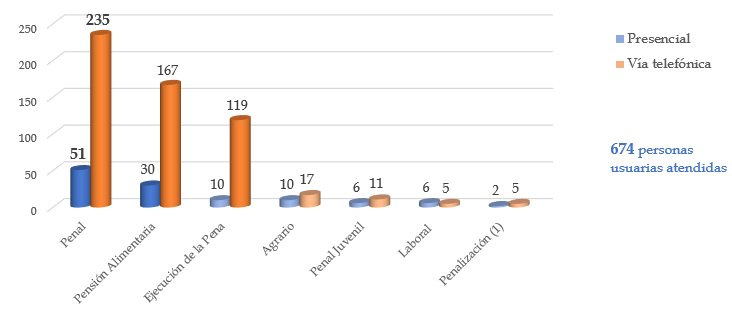 235
250
Presencial
Vía telefónica
200
167
150
119
100
51
30
50
10
10
17
6
11
6
5
2
5
0
674 personas
usuarias atendidas
Penal
Pensión Alimentaria
Ejecución de la Pena
Agrario
Penal Juvenil
Laboral
Penalización (1)